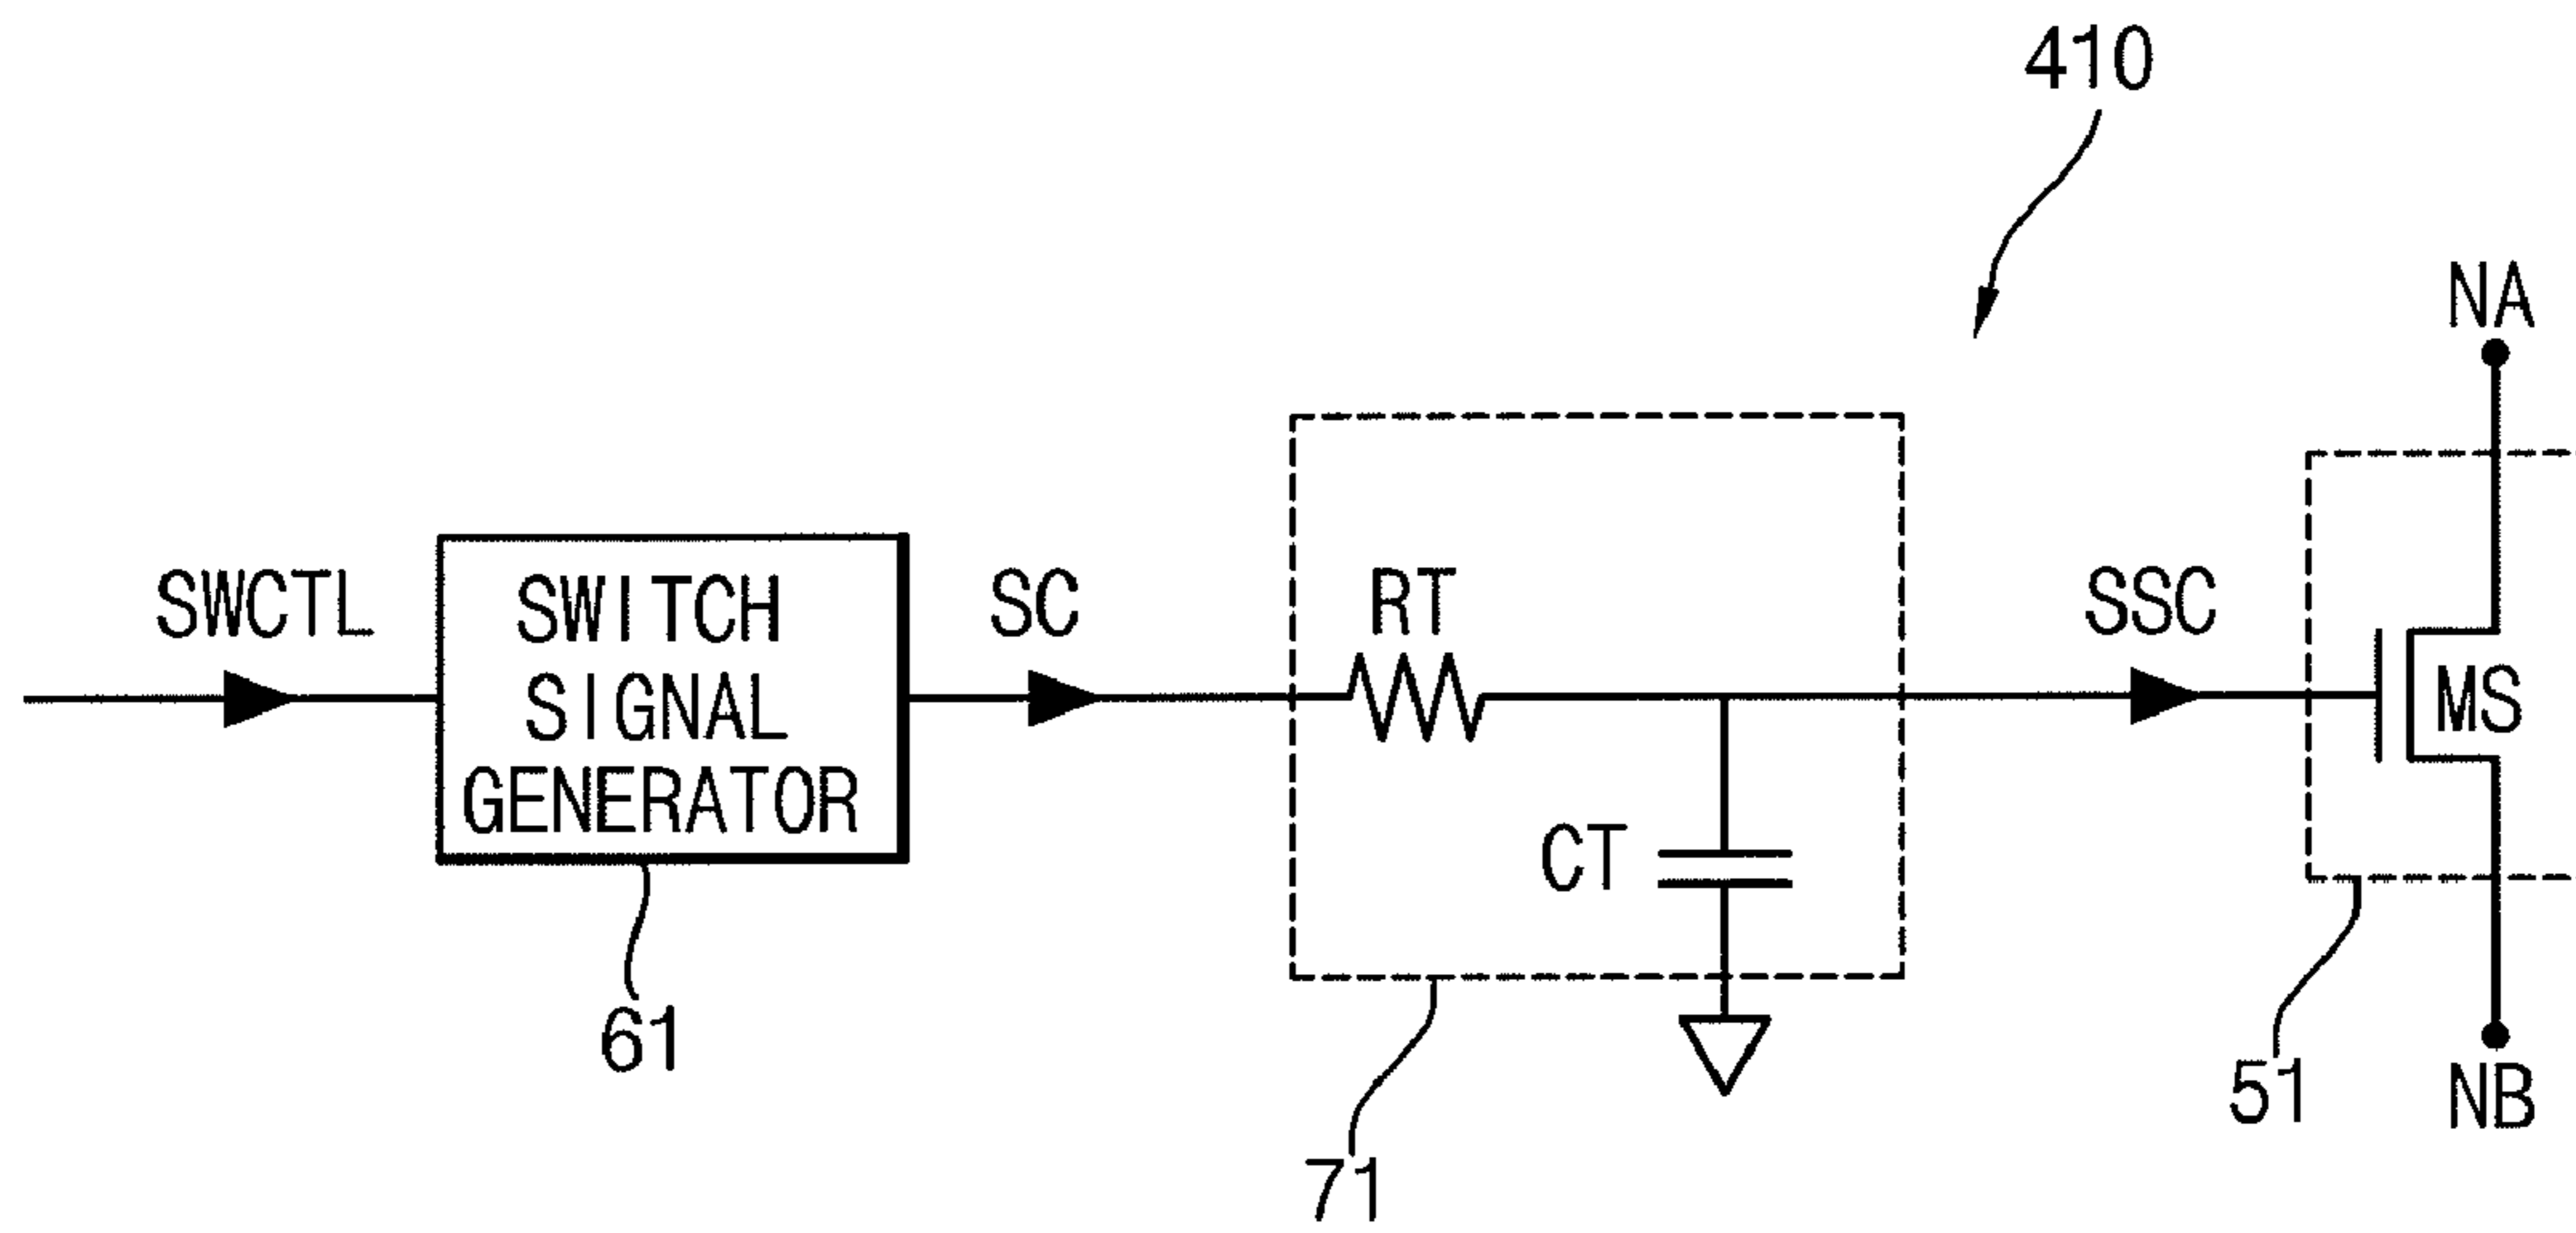 410
NA
SWCTL
SWITCH
SIGNAL
GENERATOR
SC
RT
CT
SSC
MS
61
71
51
NB